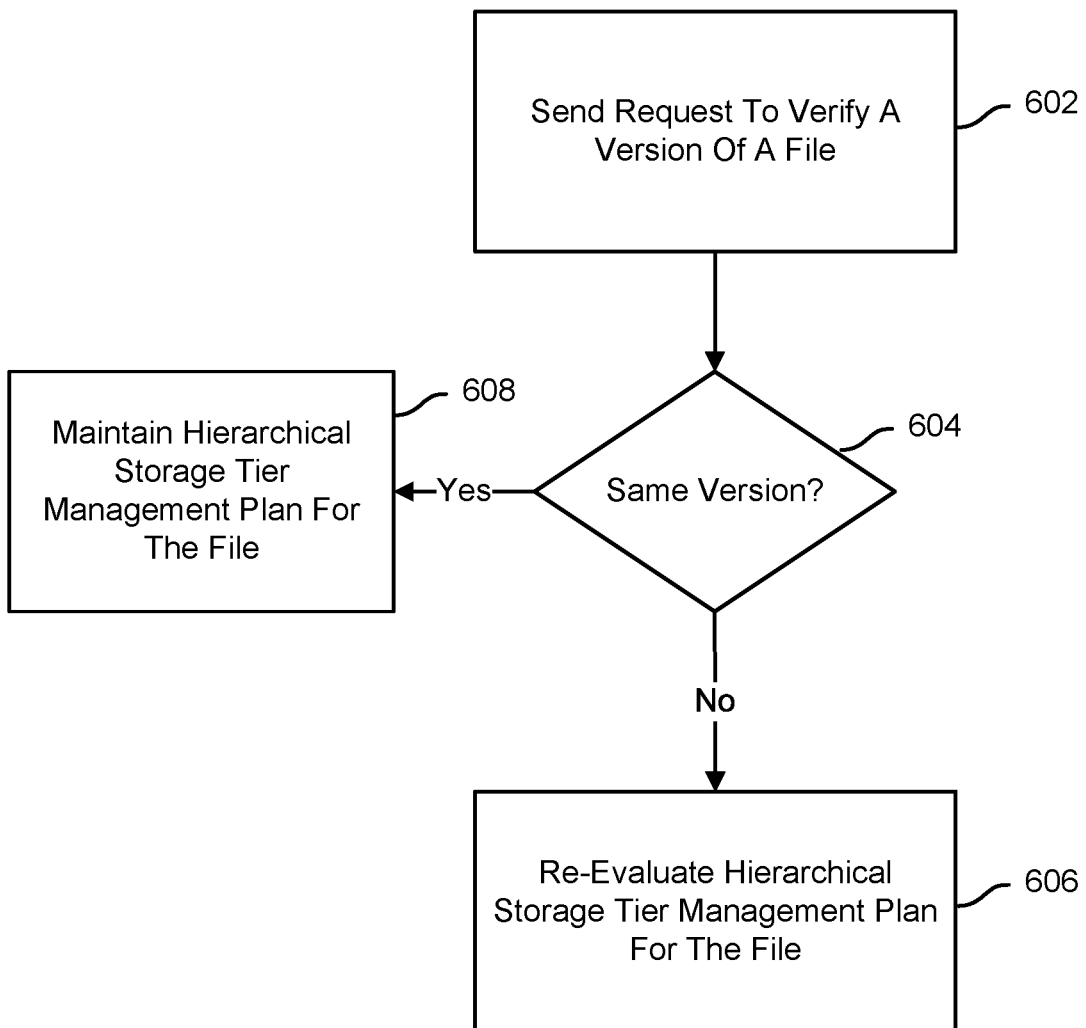 Send Request To Verify A
Version Of A File
602
608
Maintain Hierarchical
Storage Tier
Management Plan For
The File
604
Same Version?
Yes
No
Re-Evaluate Hierarchical
Storage Tier Management Plan
For The File
606